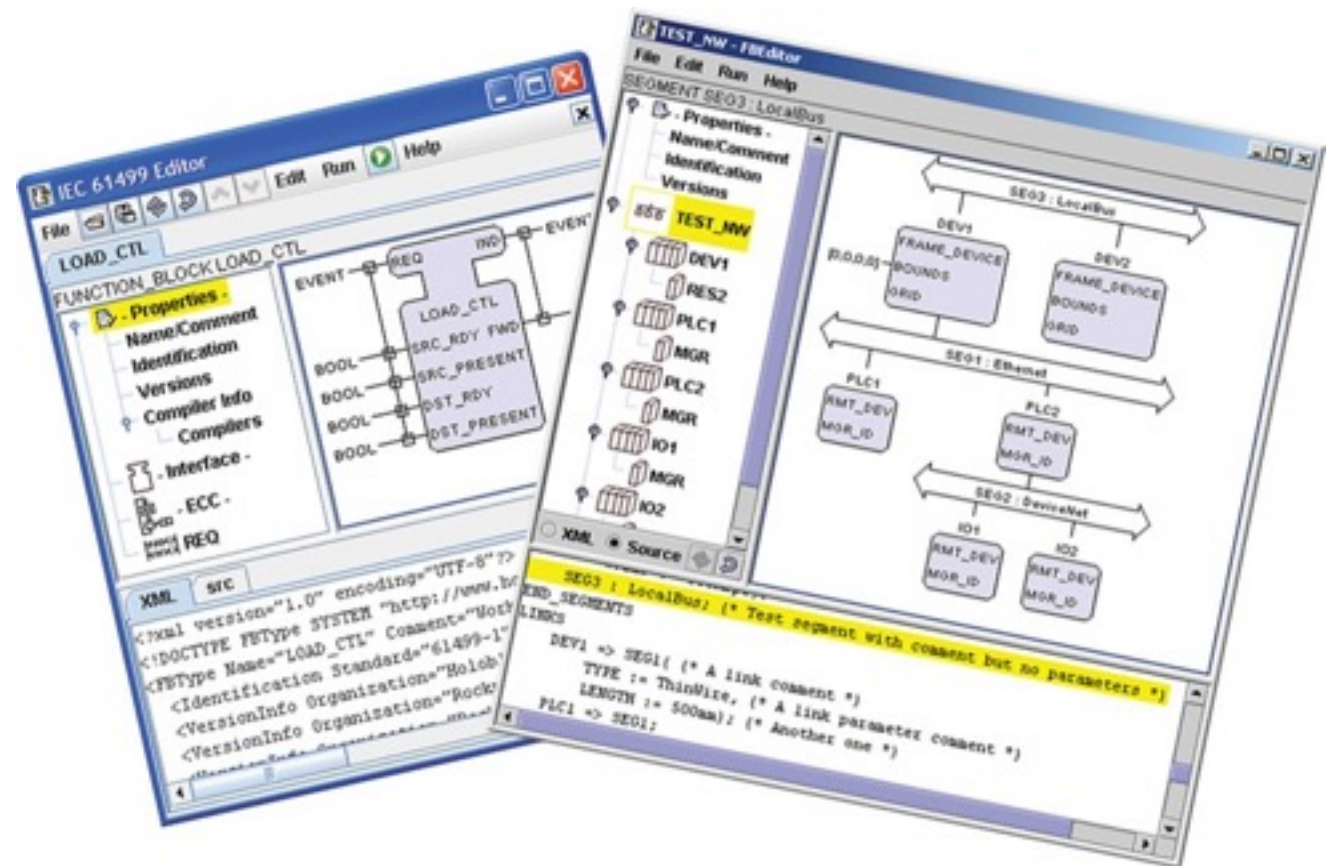 IEC 61499 Editor
File Edit Run Help
LOAD_CTL
FUNCTION_BLOCK LOAD_CTL
- Properties -
Name/Comment
Identification
Versions
Compiler Info
Compilers
- Interface -
- ECC -
REQ
EVENT REQ IND EVENT
LOAD_CTL
BOOL SRC_RDY FWD
BOOL SRC_PRESENT
BOOL DST_RDY
BOOL DST_PRESENT
XML src
<?xml version="1.0" encoding="UTF-8"?>
<!DOCTYPE FBType SYSTEM "http://www.ho
<FBType Name="LOAD_CTL" Comment="Work
<Identification Standard="61499-1"
<VersionInfo Organization="Holobl
<VersionInfo Organization="Rock
TEST_NW - FBEditor
File Edit Run Help
SEGMENT SEG3 : LocalBus
- Properties -
Name/Comment
Identification
Versions
TEST_NW
DEV1
RES2
PLC1
MGR
PLC2
MGR
IO1
MGR
IO2
XML Source
SEG3 : LocalBus
DEV1
FRAME_DEVICE
[0,0,0,0] BOUNDS
GRID
DEV2
FRAME_DEVICE
BOUNDS
GRID
SEG1 : Ethernet
PLC1
RMT_DEV
MGR_ID
PLC2
RMT_DEV
MGR_ID
SEG2 : DeviceNet
IO1
RMT_DEV
MGR_ID
IO2
RMT_DEV
MGR_ID
SEG3 : LocalBus; (* Test segment with comment but no parameters *)
END_SEGMENTS
LINKS
DEV1 => SEG1( (* A link comment *)
TYPE := ThinWire, (* A link parameter comment *)
LENGTH := 500mm); (* Another one *)
PLC1 => SEG1;